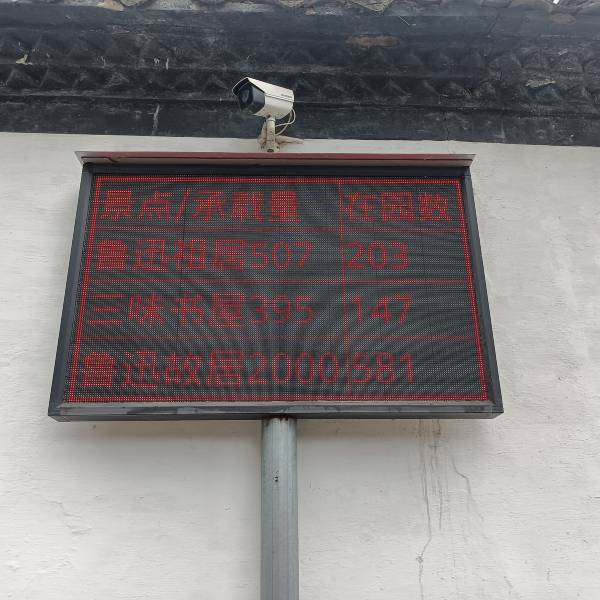 景点/承载量 在园数
鲁迅祖居507 203
三味书屋395 147
鲁迅故居2000 581